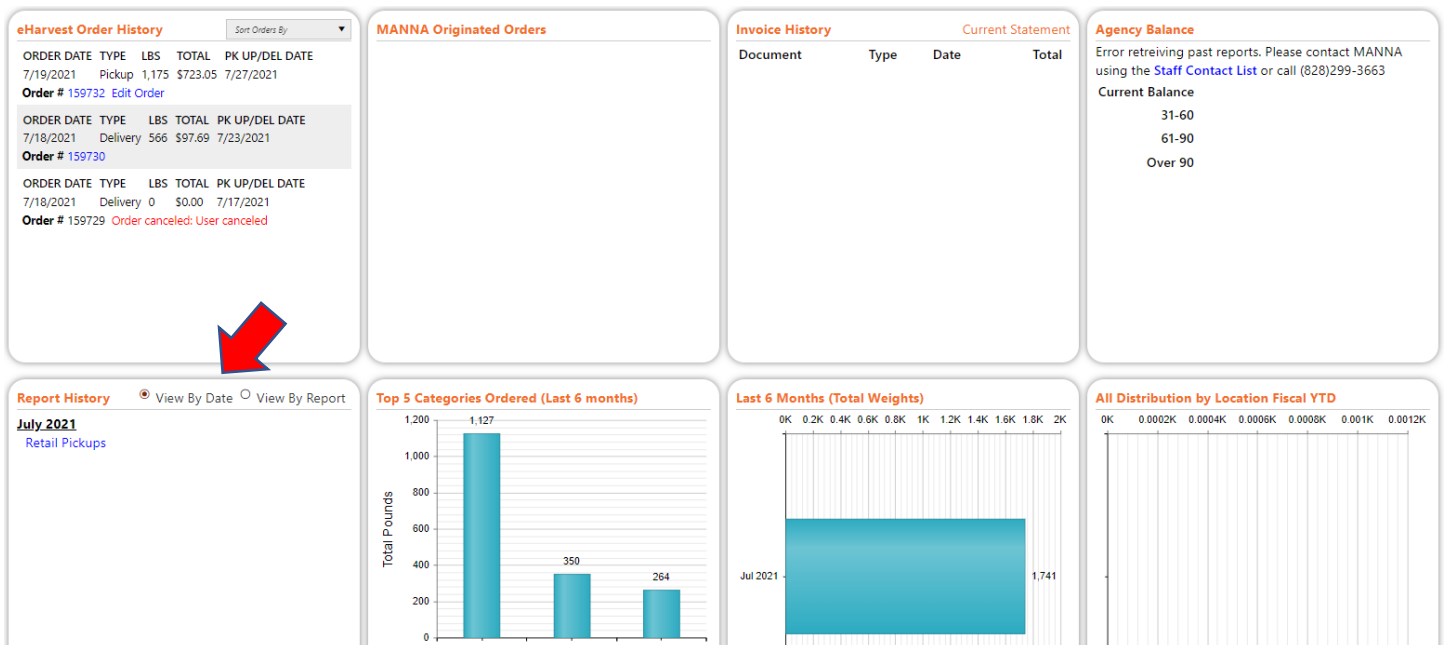 eHarvest Order History Sort Orders By
ORDER DATE TYPE LBS TOTAL PK UP/DEL DATE
7/19/2021 Pickup 1,175 $723.05 7/27/2021
Order # 159732 Edit Order
ORDER DATE TYPE LBS TOTAL PK UP/DEL DATE
7/18/2021 Delivery 566 $97.69 7/23/2021
Order # 159730
ORDER DATE TYPE LBS TOTAL PK UP/DEL DATE
7/18/2021 Delivery 0 $0.00 7/17/2021
Order # 159729 Order canceled: User canceled
MANNA Originated Orders
Invoice History Current Statement
Document Type Date Total
Agency Balance
Error retreiving past reports. Please contact MANNA
using the Staff Contact List or call (828)299-3663
Current Balance
31-60
61-90
Over 90
Report History View By Date View By Report
July 2021
Retail Pickups
Top 5 Categories Ordered (Last 6 months)
Total Pounds
1,200
1,000
800
600
400
200
0
1,127
350
264
Last 6 Months (Total Weights)
0K 0.2K 0.4K 0.6K 0.8K 1K 1.2K 1.4K 1.6K 1.8K 2K
Jul 2021 1,741
All Distribution by Location Fiscal YTD
0K 0.0002K 0.0004K 0.0006K 0.0008K 0.001K 0.0012K